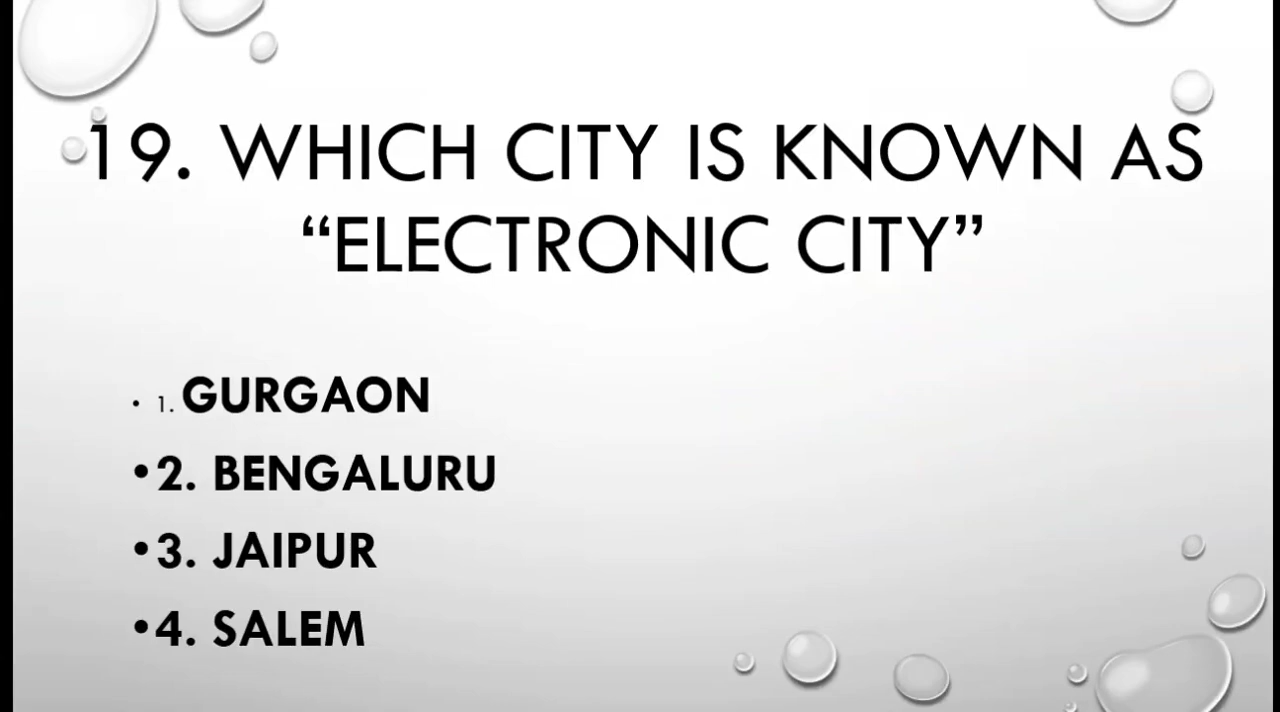 19. WHICH CITY IS KNOWN AS
“ELECTRONIC CITY”
• 1. GURGAON
• 2. BENGALURU
• 3. JAIPUR
• 4. SALEM